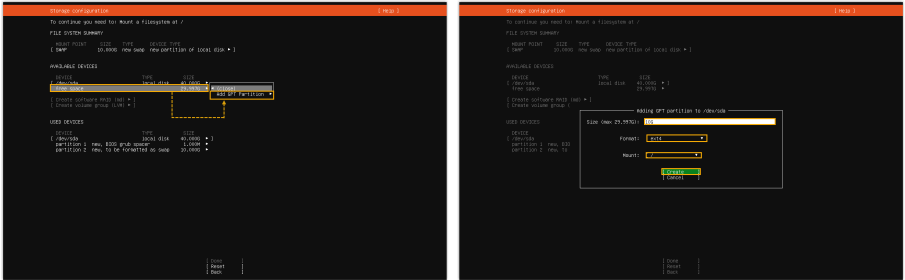 Storage configuration [ Help ]
To continue you need to: Mount a filesystem at /
FILE SYSTEM SUMMARY
MOUNT POINT SIZE TYPE DEVICE TYPE
[ SWAP 10.000G new swap new partition of local disk ▸ ]
AVAILABLE DEVICES
DEVICE TYPE SIZE
[ /dev/sda local disk 40.000G ▸ ]
free space 29.997G ▸
◂ (close)
Add GPT Partition ▸
[ Create software RAID (md) ▸ ]
[ Create volume group (LVM) ▸ ]
USED DEVICES
DEVICE TYPE SIZE
[ /dev/sda local disk 40.000G ▸ ]
partition 1 new, BIOS grub spacer 1.000M ▸
partition 2 new, to be formatted as swap 10.000G ▸
[ Done ]
[ Reset ]
[ Back ]
Storage configuration [ Help ]
To continue you need to: Mount a filesystem at /
FILE SYSTEM SUMMARY
MOUNT POINT SIZE TYPE DEVICE TYPE
[ SWAP 10.000G new swap new partition of local disk ▸ ]
AVAILABLE DEVICES
DEVICE TYPE SIZE
[ /dev/sda local disk 40.000G ▸ ]
free space 29.997G ▸
[ Create software RAID (md) ▸ ]
[ Create volume group (
Adding GPT partition to /dev/sda
Size (max 29.997G): 10G
Format: [ ext4 ▾ ]
Mount: [ / ▾ ]
[ Create ]
[ Cancel ]
USED DEVICES
DEVICE
[ /dev/sda
partition 1 new, BIO
partition 2 new, to
[ Done ]
[ Reset ]
[ Back ]